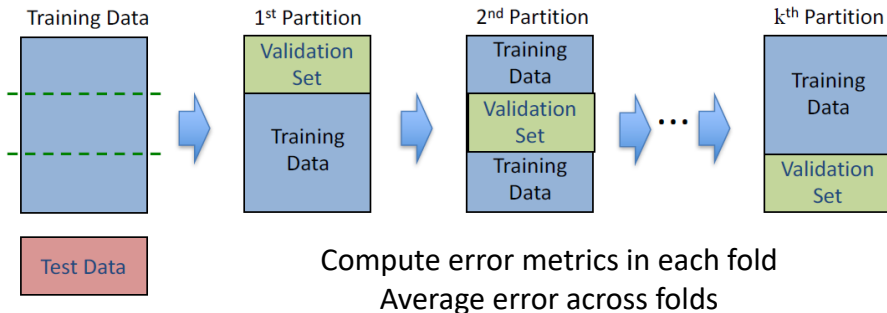 Training Data
1st Partition
2nd Partition
kth Partition
Validation
Set
Training
Data
Training
Data
Validation
Set
Training
Data
...
Training
Data
Validation
Set
Test Data
Compute error metrics in each fold
Average error across folds